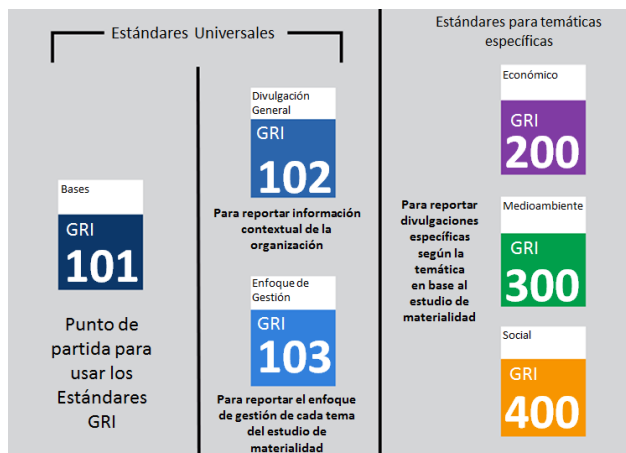 Estándares Universales
Bases
GRI
101
Punto de
partida para
usar los
Estándares
GRI
Divulgación
General
GRI
102
Para reportar información
contextual de la
organización
Enfoque de
Gestión
GRI
103
Para reportar el enfoque
de gestión de cada tema
del estudio de
materialidad
Estándares para temáticas
específicas
Para reportar
divulgaciones
específicas
según la
temática
en base al
estudio de
materialidad
Económico
GRI
200
Medioambiente
GRI
300
Social
GRI
400